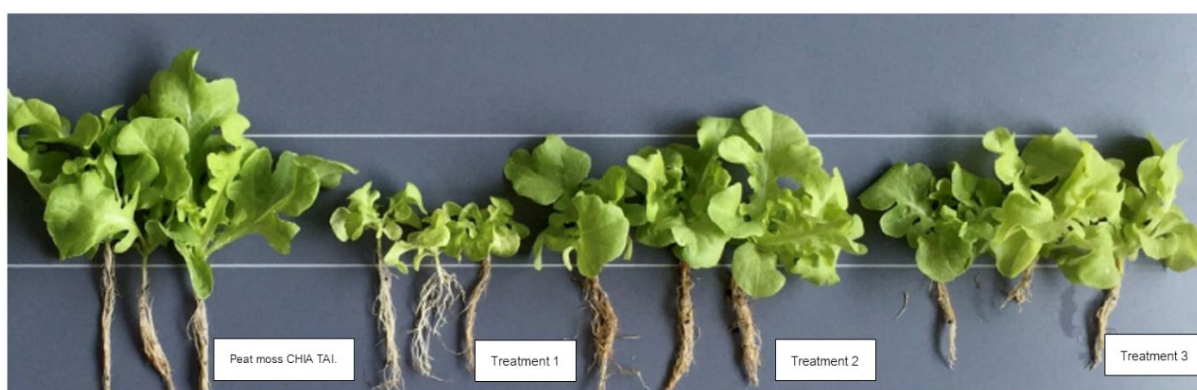 Peat moss CHIA TAI.
Treatment 1
Treatment 2
Treatment 3